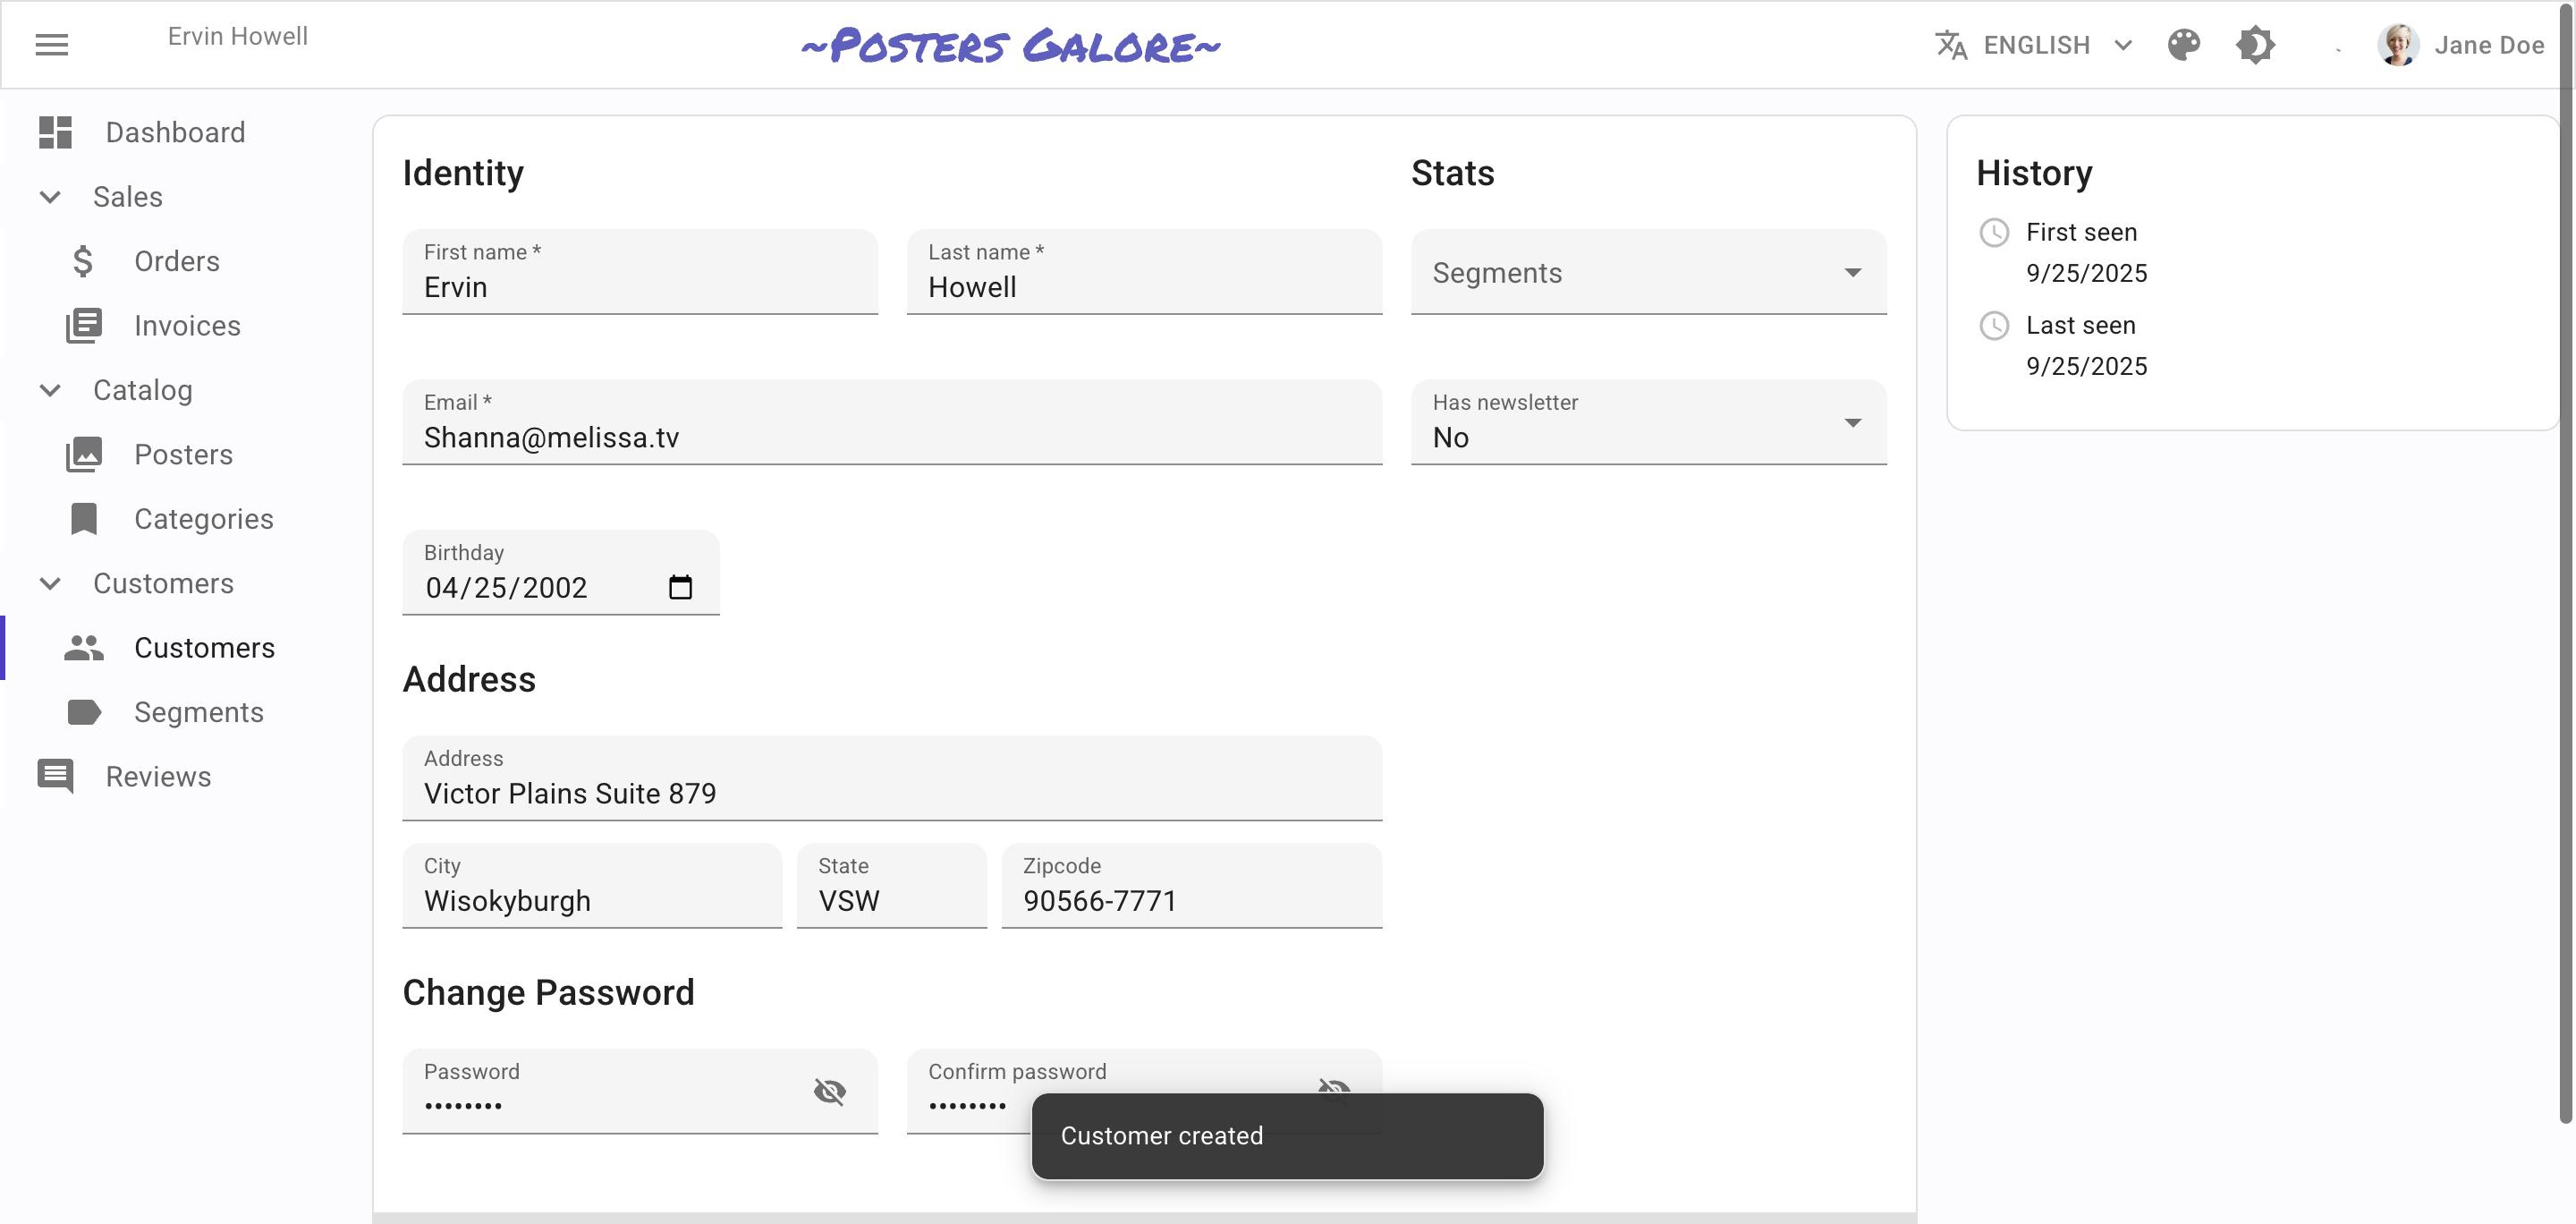 Ervin Howell
~Posters Galore~
ENGLISH
Jane Doe
Dashboard
Sales
Orders
Invoices
Catalog
Posters
Categories
Customers
Customers
Segments
Reviews
Identity
First name *
Ervin
Last name *
Howell
Email *
Shanna@melissa.tv
Birthday
04/25/2002
Address
Address
Victor Plains Suite 879
City
Wisokyburgh
State
VSW
Zipcode
90566-7771
Change Password
Password
••••••••
Confirm password
••••••••
Stats
Segments
Has newsletter
No
History
First seen
9/25/2025
Last seen
9/25/2025
Customer created